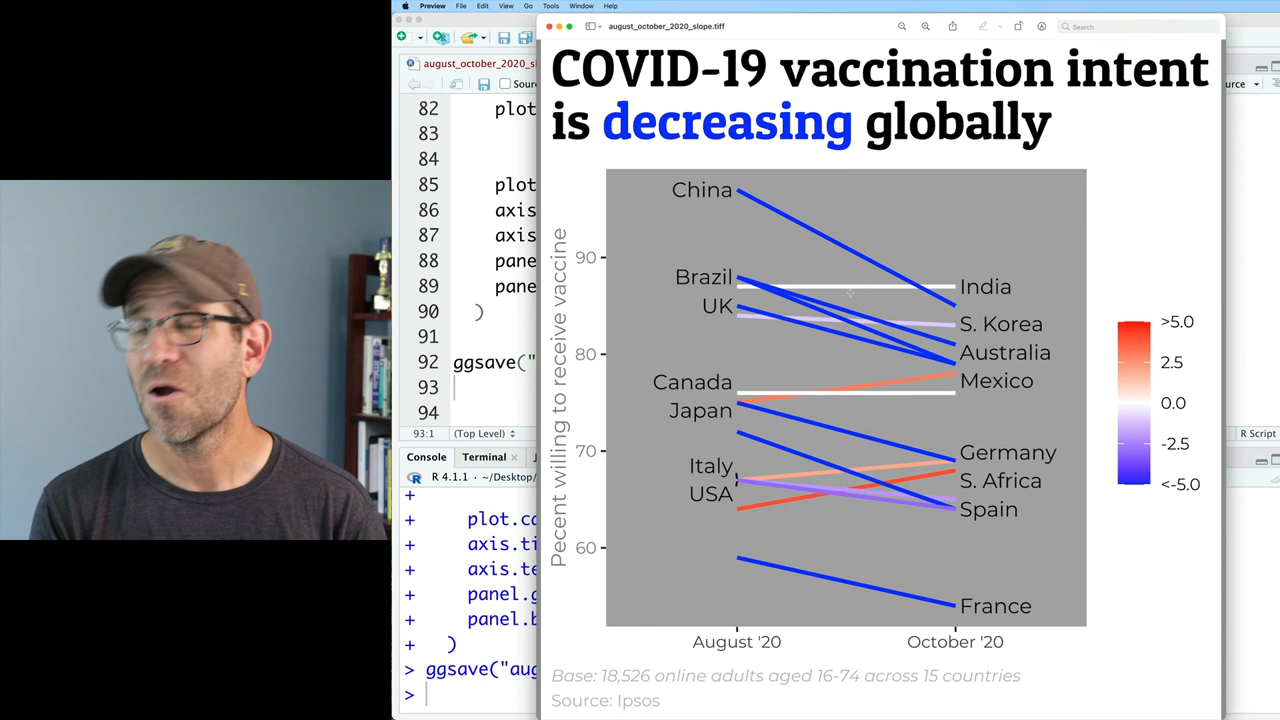 Preview File Edit View Go Tools Window Help
august_october_2020_slope.tiff
Search
august_october_2020_sl
Sour
urce
COVID-19 vaccination intent
is decreasing globally
82 plot
83
84
85 plot
86 axis
87 axis
88 pane
89 pane
90 )
91
92 ggsave("
93
94
93:1 (Top Level) R Script
Console Terminal
R 4.1.1 · ~/Desktop/
+
+ plot.ca
+ axis.ti
+ axis.te
+ panel.g
+ panel.b
+ )
> ggsave("aug
>
Pecent willing to receive vaccine
90
80
70
60
China
Brazil
UK
Canada
Japan
Italy
USA
India
S. Korea
Australia
Mexico
Germany
S. Africa
Spain
France
August '20 October '20
>5.0
2.5
0.0
-2.5
<-5.0
Base: 18,526 online adults aged 16-74 across 15 countries
Source: Ipsos